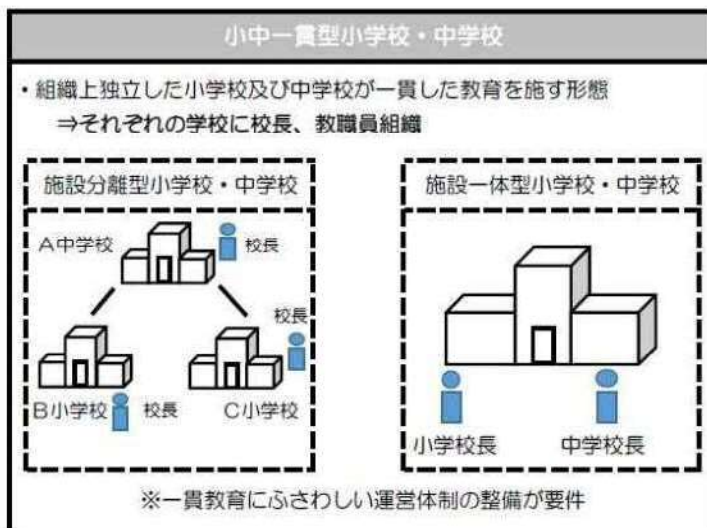 小中一貫型小学校・中学校
・組織上独立した小学校及び中学校が一貫した教育を施す形態
⇒それぞれの学校に校長、教職員組織
施設分離型小学校・中学校
A中学校
校長
校長
B小学校
校長
C小学校
施設一体型小学校・中学校
小学校長
中学校長
※一貫教育にふさわしい運営体制の整備が要件